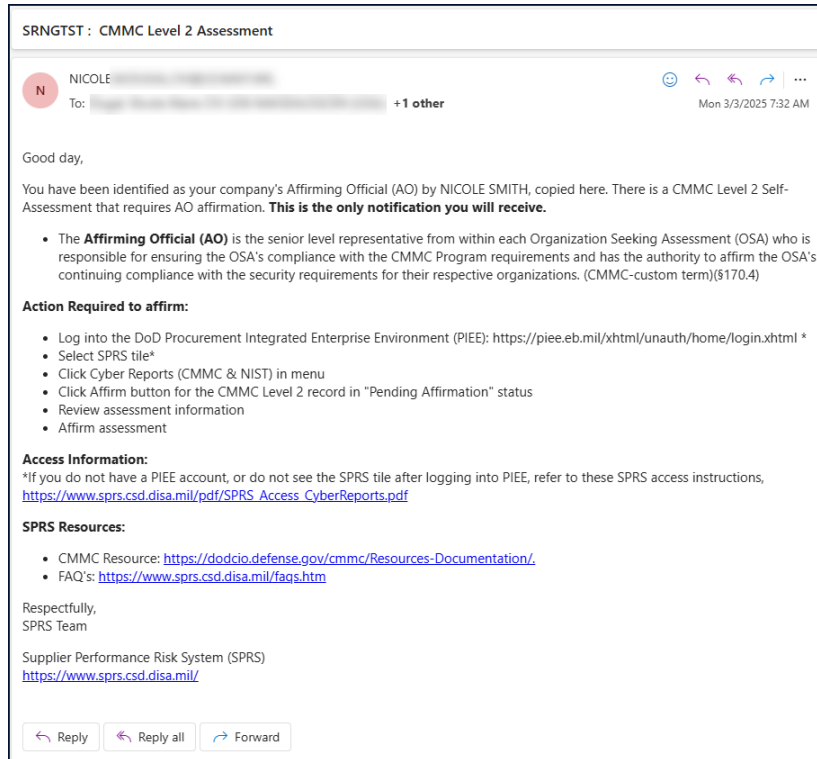 SRNGTST :  CMMC Level 2 Assessment
N
NICOLE
To:
+1 other
Mon 3/3/2025 7:32 AM
Good day,
You have been identified as your company's Affirming Official (AO) by NICOLE SMITH, copied here. There is a CMMC Level 2 Self-
Assessment that requires AO affirmation. This is the only notification you will receive.
• The Affirming Official (AO) is the senior level representative from within each Organization Seeking Assessment (OSA) who is
responsible for ensuring the OSA's compliance with the CMMC Program requirements and has the authority to affirm the OSA's
continuing compliance with the security requirements for their respective organizations. (CMMC-custom term)(§170.4)
Action Required to affirm:
• Log into the DoD Procurement Integrated Enterprise Environment (PIEE): https://piee.eb.mil/xhtml/unauth/home/login.xhtml *
• Select SPRS tile*
• Click Cyber Reports (CMMC & NIST) in menu
• Click Affirm button for the CMMC Level 2 record in "Pending Affirmation" status
• Review assessment information
• Affirm assessment
Access Information:
*If you do not have a PIEE account, or do not see the SPRS tile after logging into PIEE, refer to these SPRS access instructions,
https://www.sprs.csd.disa.mil/pdf/SPRS_Access_CyberReports.pdf
SPRS Resources:
• CMMC Resource: https://dodcio.defense.gov/cmmc/Resources-Documentation/.
• FAQ's: https://www.sprs.csd.disa.mil/faqs.htm
Respectfully,
SPRS Team
Supplier Performance Risk System (SPRS)
https://www.sprs.csd.disa.mil/
Reply
Reply all
Forward